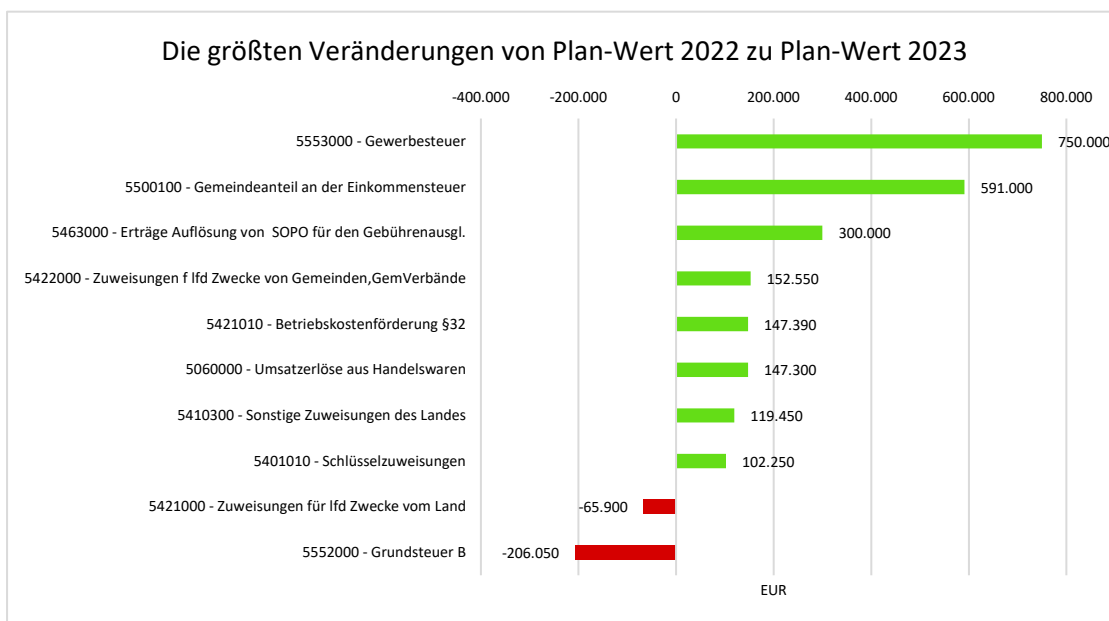 Die größten Veränderungen von Plan-Wert 2022 zu Plan-Wert 2023
-400.000 -200.000 0 200.000 400.000 600.000 800.000
5553000 - Gewerbesteuer 750.000
5500100 - Gemeindeanteil an der Einkommensteuer 591.000
5463000 - Erträge Auflösung von  SOPO für den Gebührenausgl. 300.000
5422000 - Zuweisungen f lfd Zwecke von Gemeinden,GemVerbände 152.550
5421010 - Betriebskostenförderung §32 147.390
5060000 - Umsatzerlöse aus Handelswaren 147.300
5410300 - Sonstige Zuweisungen des Landes 119.450
5401010 - Schlüsselzuweisungen 102.250
5421000 - Zuweisungen für lfd Zwecke vom Land -65.900
5552000 - Grundsteuer B -206.050
EUR